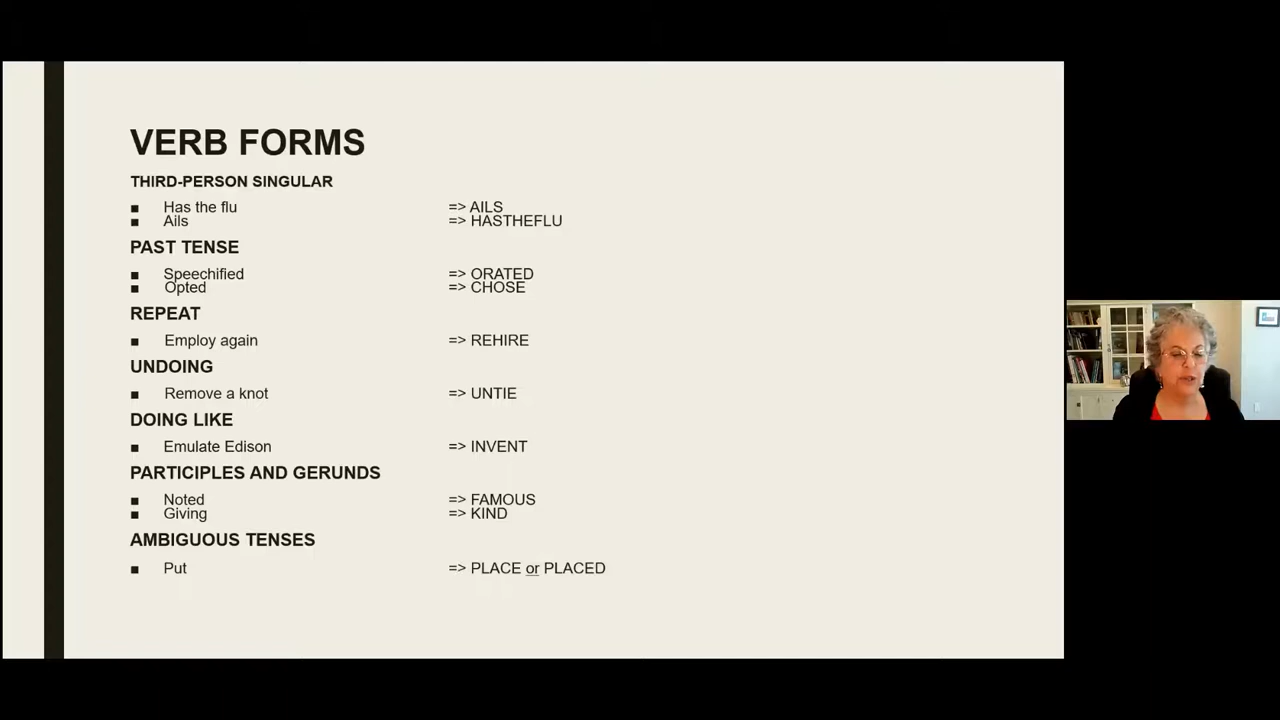 VERB FORMS
THIRD-PERSON SINGULAR
■ Has the flu => AILS
■ Ails => HASTHEFLU
PAST TENSE
■ Speechified => ORATED
■ Opted => CHOSE
REPEAT
■ Employ again => REHIRE
UNDOING
■ Remove a knot => UNTIE
DOING LIKE
■ Emulate Edison => INVENT
PARTICIPLES AND GERUNDS
■ Noted => FAMOUS
■ Giving => KIND
AMBIGUOUS TENSES
■ Put => PLACE or PLACED